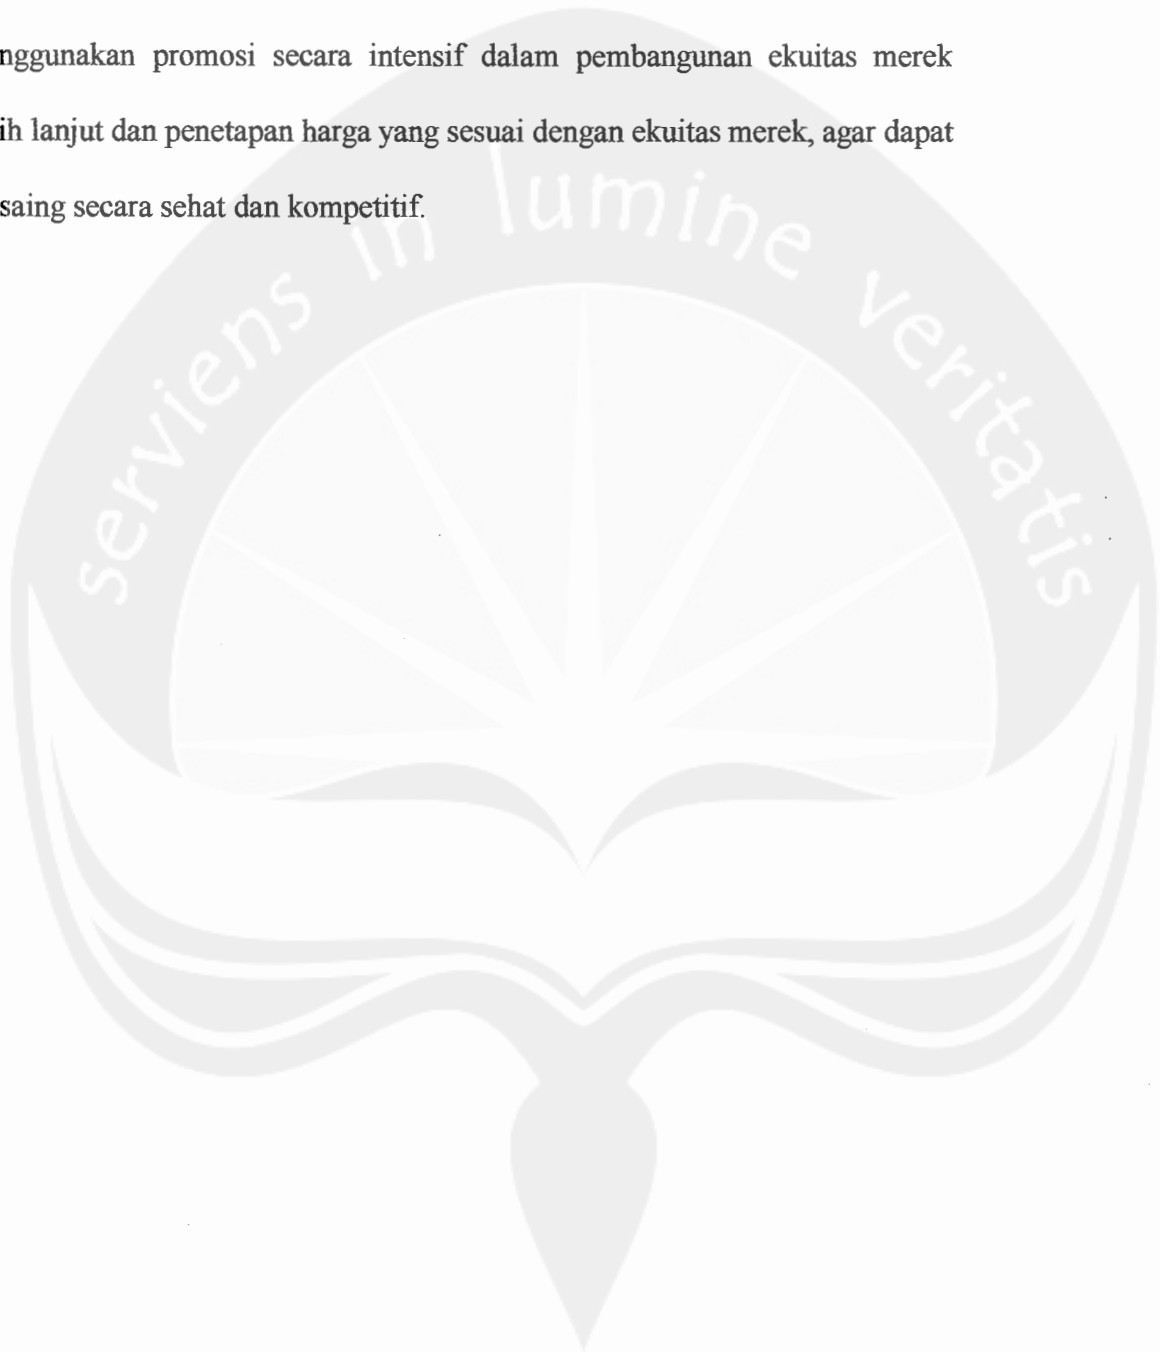 nggunakan promosi secara intensif dalam pembangunan ekuitas merek
ih lanjut dan penetapan harga yang sesuai dengan ekuitas merek, agar dapat
saing secara sehat dan kompetitif.
serviens in lumine veritatis